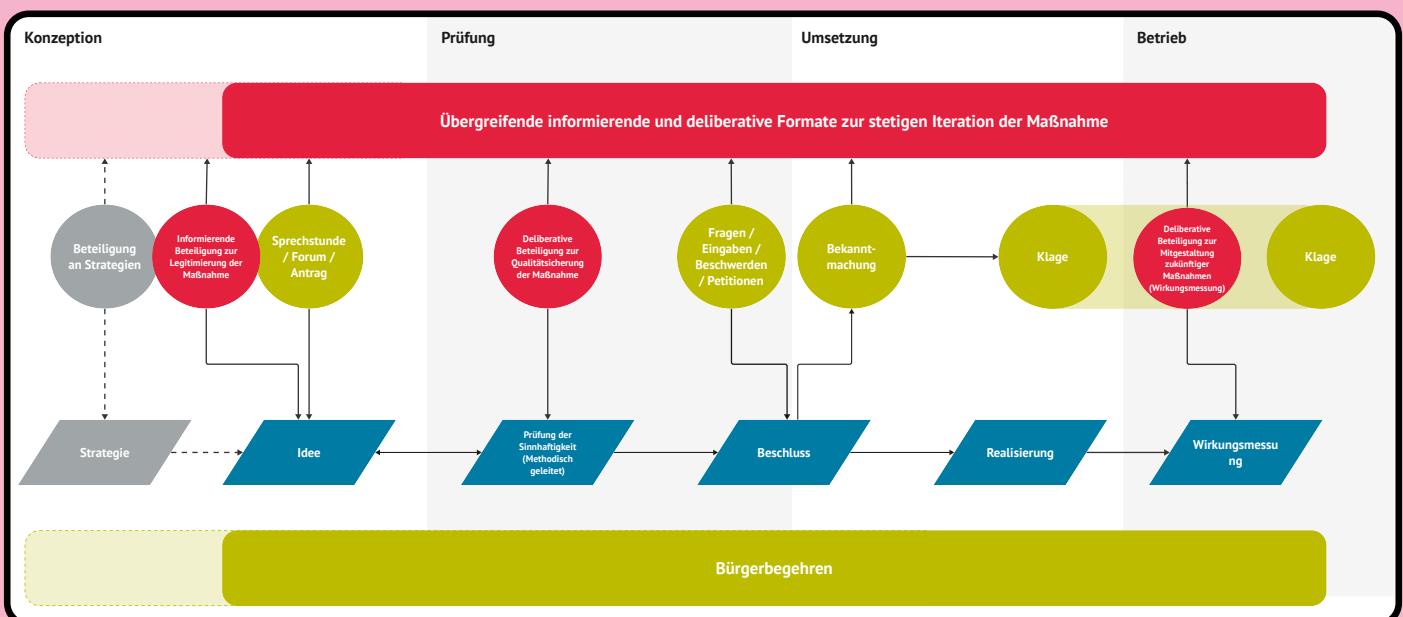 Konzeption
Prüfung
Umsetzung
Betrieb
Übergreifende informierende und deliberative Formate zur stetigen Iteration der Maßnahme
Beteiligung
an Strategien
Informierende
Beteiligung zur
Legitimierung der
Maßnahme
Sprechstunde
/ Forum /
Antrag
Deliberative
Beteiligung zur
Qualitätsicherung
der Maßnahme
Fragen /
Eingaben /
Beschwerden
/ Petitionen
Bekannt-
machung
Klage
Deliberative
Beteiligung zur
Mitgestaltung
zukünftiger
Maßnahmen
(Wirkungsmessung)
Klage
Strategie
Idee
Prüfung der
Sinnhaftigkeit
(Methodisch
geleitet)
Beschluss
Realisierung
Wirkungsmessu
ng
Bürgerbegehren